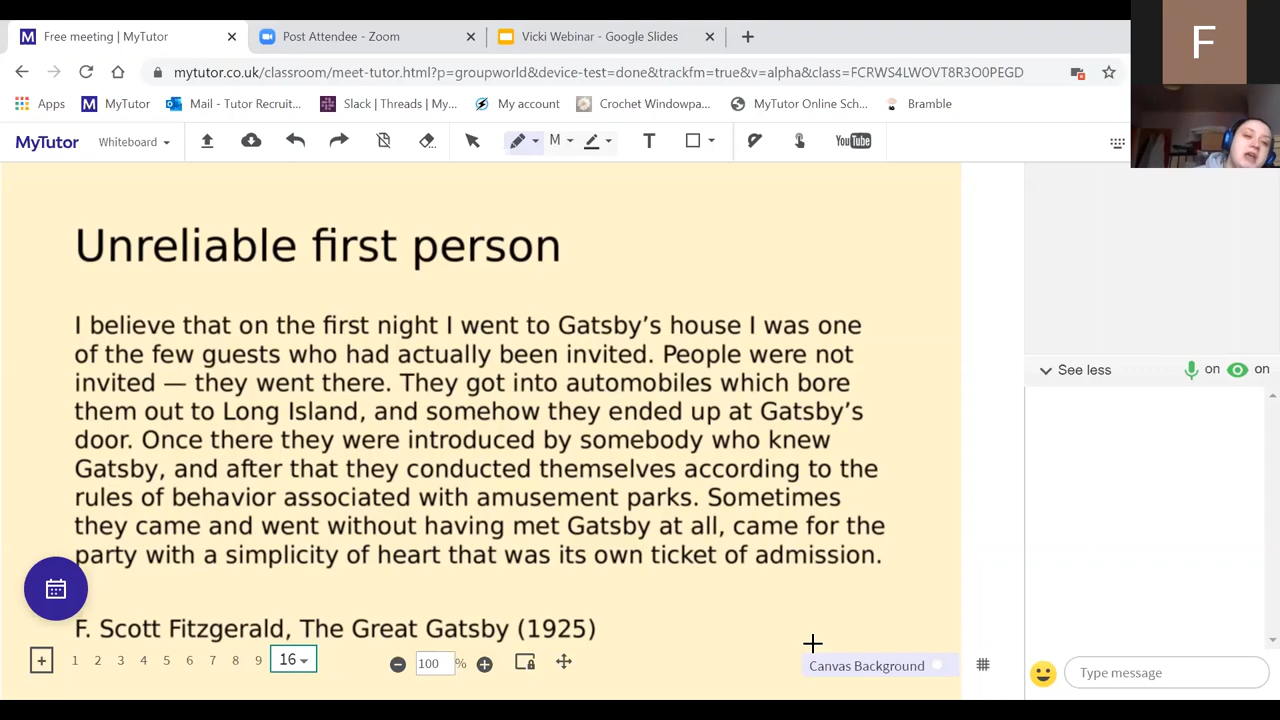 Free meeting | MyTutor
Post Attendee - Zoom
Vicki Webinar - Google Slides
mytutor.co.uk/classroom/meet-tutor.html?p=groupworld&device-test=done&trackfm=true&v=alpha&class=FCRWS4LWOVT8R3O0PEGD
Apps MyTutor Mail - Tutor Recruit... Slack | Threads | My... My account Crochet Windowpa... MyTutor Online Sch... Bramble
MyTutor Whiteboard M T YouTube
F
Unreliable first person
I believe that on the first night I went to Gatsby’s house I was one
of the few guests who had actually been invited. People were not
invited — they went there. They got into automobiles which bore
them out to Long Island, and somehow they ended up at Gatsby’s
door. Once there they were introduced by somebody who knew
Gatsby, and after that they conducted themselves according to the
rules of behavior associated with amusement parks. Sometimes
they came and went without having met Gatsby at all, came for the
party with a simplicity of heart that was its own ticket of admission.
F. Scott Fitzgerald, The Great Gatsby (1925)
1 2 3 4 5 6 7 8 9 16
100 %
Canvas Background
See less on on
Type message